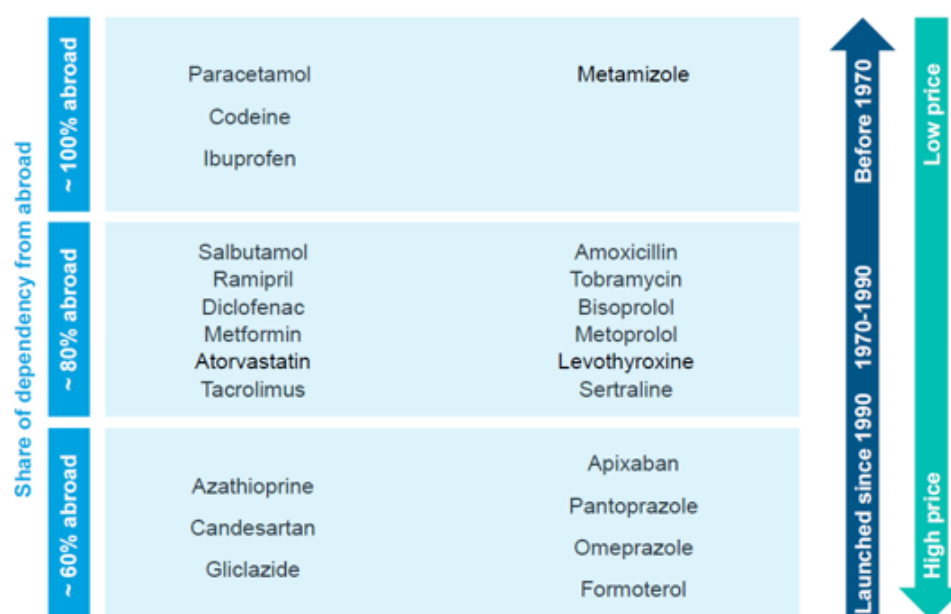 Share of dependency from abroad
~ 100% abroad
Paracetamol
Codeine
Ibuprofen
Metamizole
~ 80% abroad
Salbutamol
Ramipril
Diclofenac
Metformin
Atorvastatin
Tacrolimus
Amoxicillin
Tobramycin
Bisoprolol
Metoprolol
Levothyroxine
Sertraline
~ 60% abroad
Azathioprine
Candesartan
Gliclazide
Apixaban
Pantoprazole
Omeprazole
Formoterol
Before 1970
1970-1990
Launched since 1990
Low price
High price